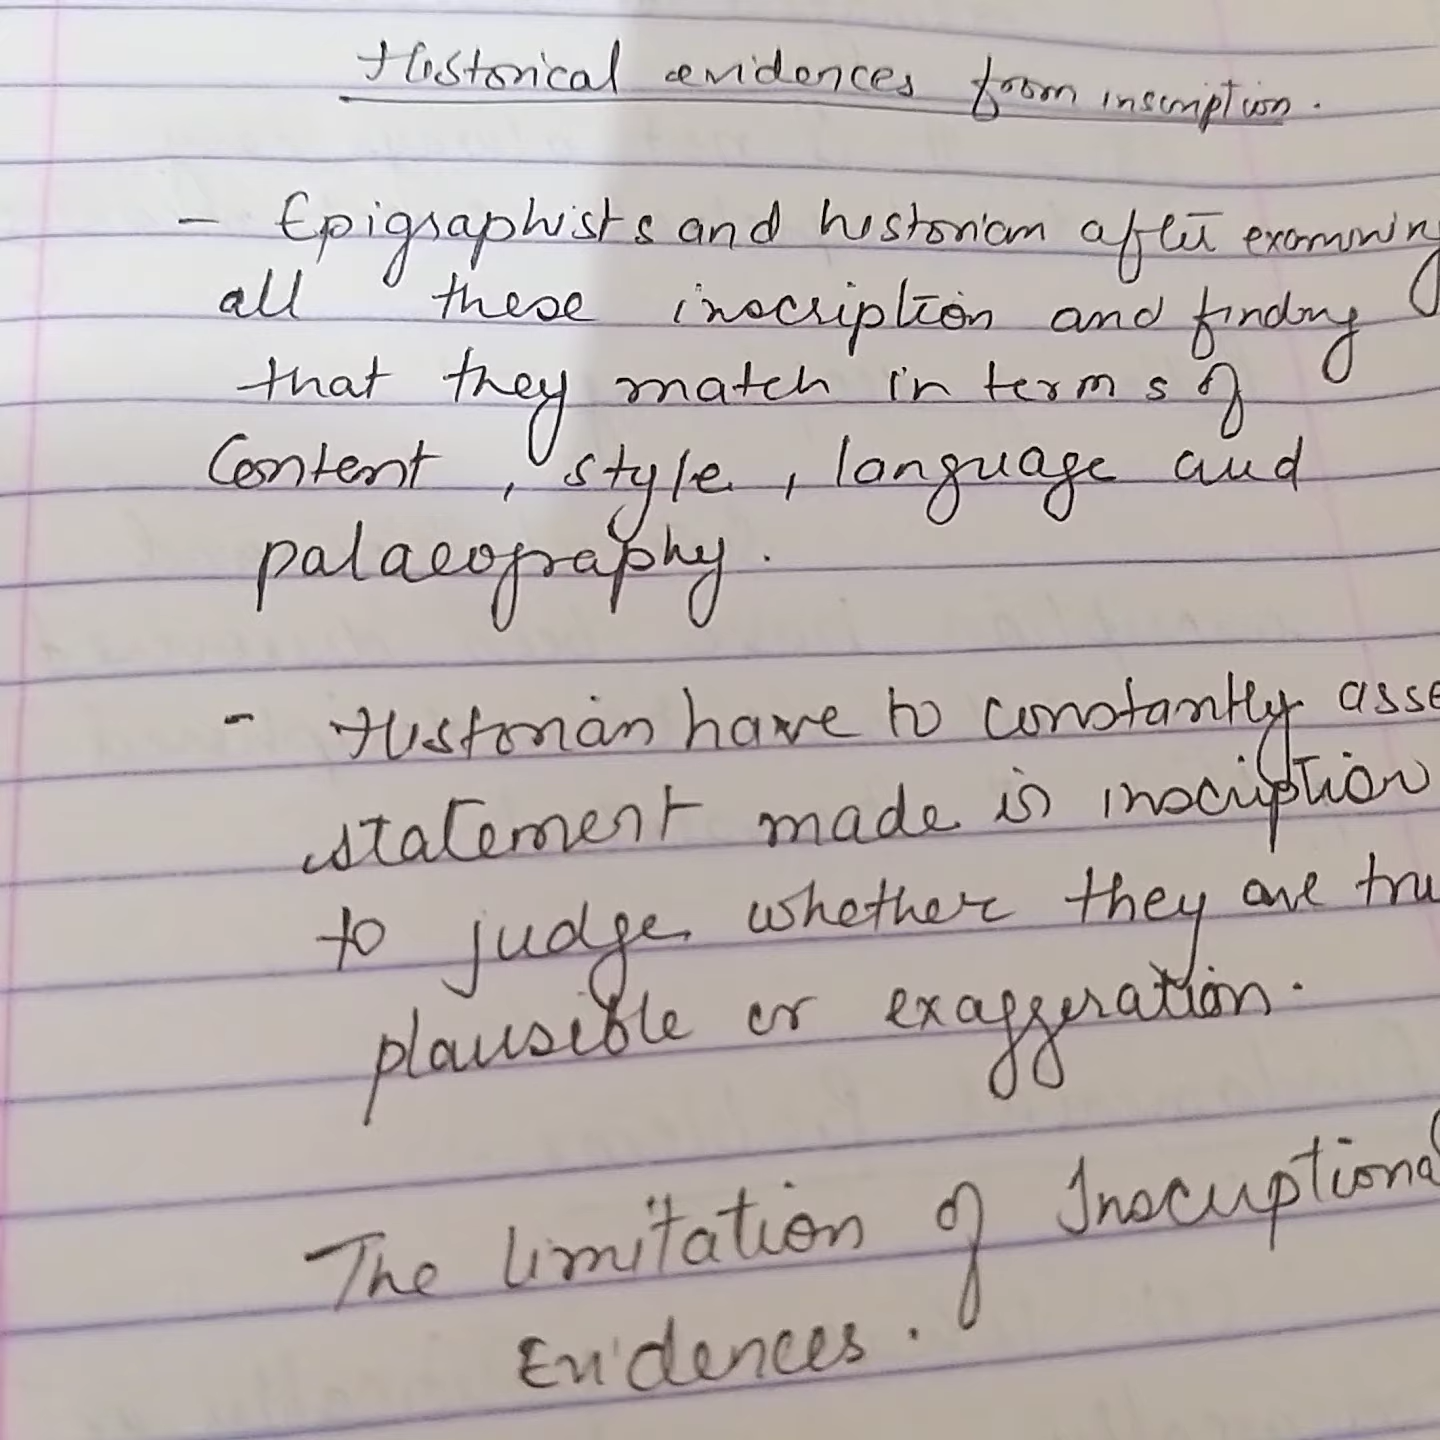 Historical evidences from inscription.
- Epigraphists and historian after examining
all these inscription and finding
that they match in terms of
Content, style, language and
palaeography.
- Historian have to constantly asse
statement made in inscription
to judge whether they are tru
plausible or exaggeration.
The limitation of Inscriptional
Evidences.